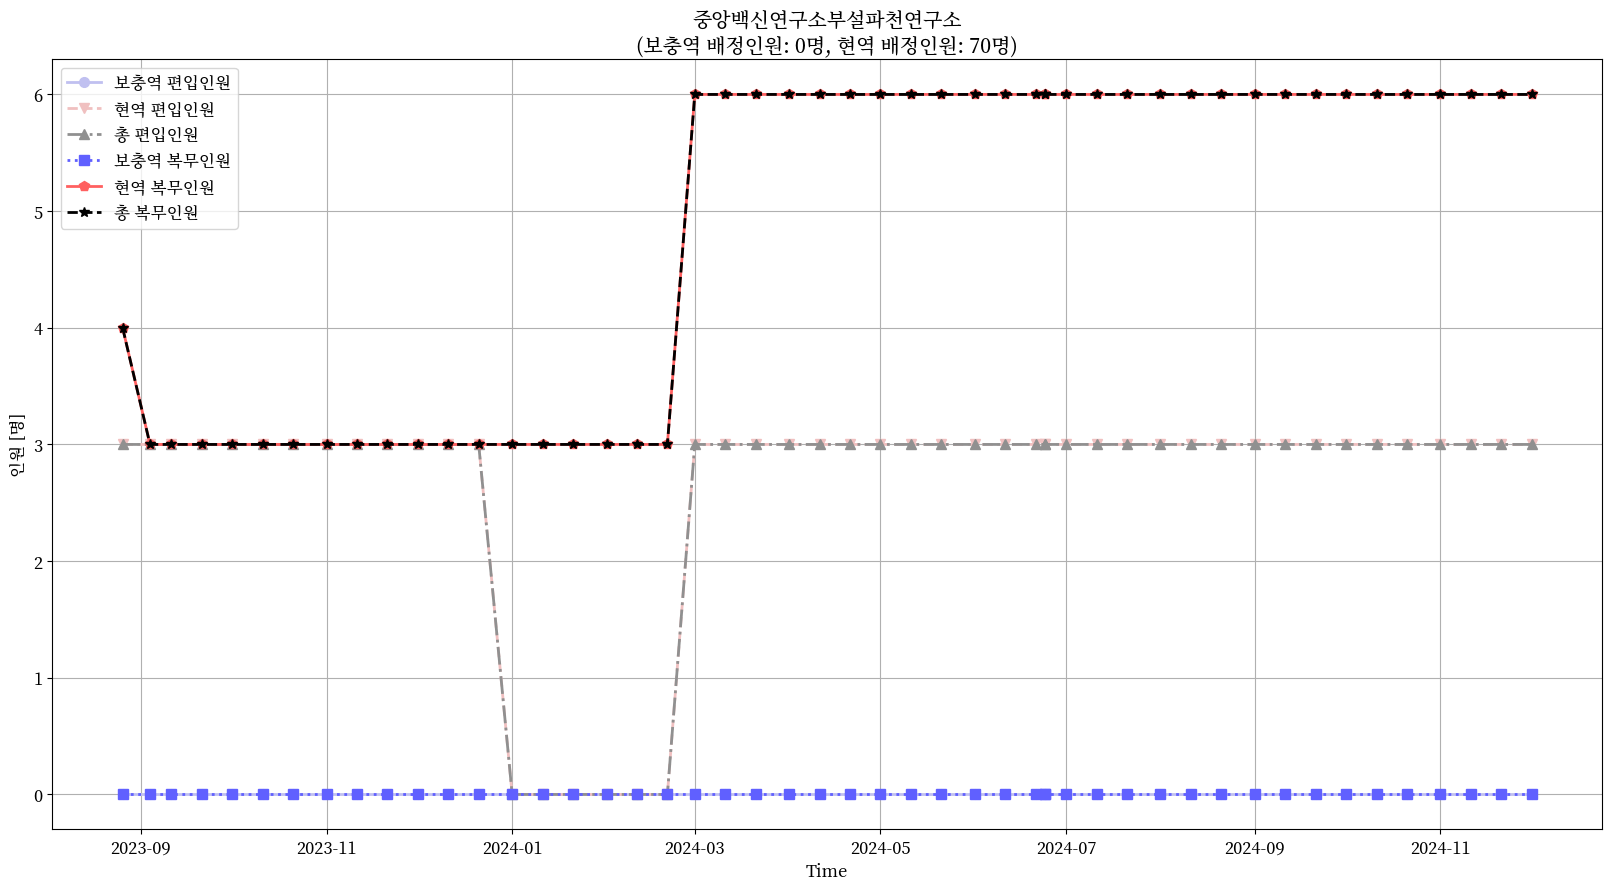 중앙백신연구소부설파천연구소
(보충역 배정인원: 0명, 현역 배정인원: 70명)
보충역 편입인원
현역 편입인원
총 편입인원
보충역 복무인원
현역 복무인원
총 복무인원
6
5
4
3
2
1
0
인원 [명]
2023-09
2023-11
2024-01
2024-03
2024-05
2024-07
2024-09
2024-11
Time